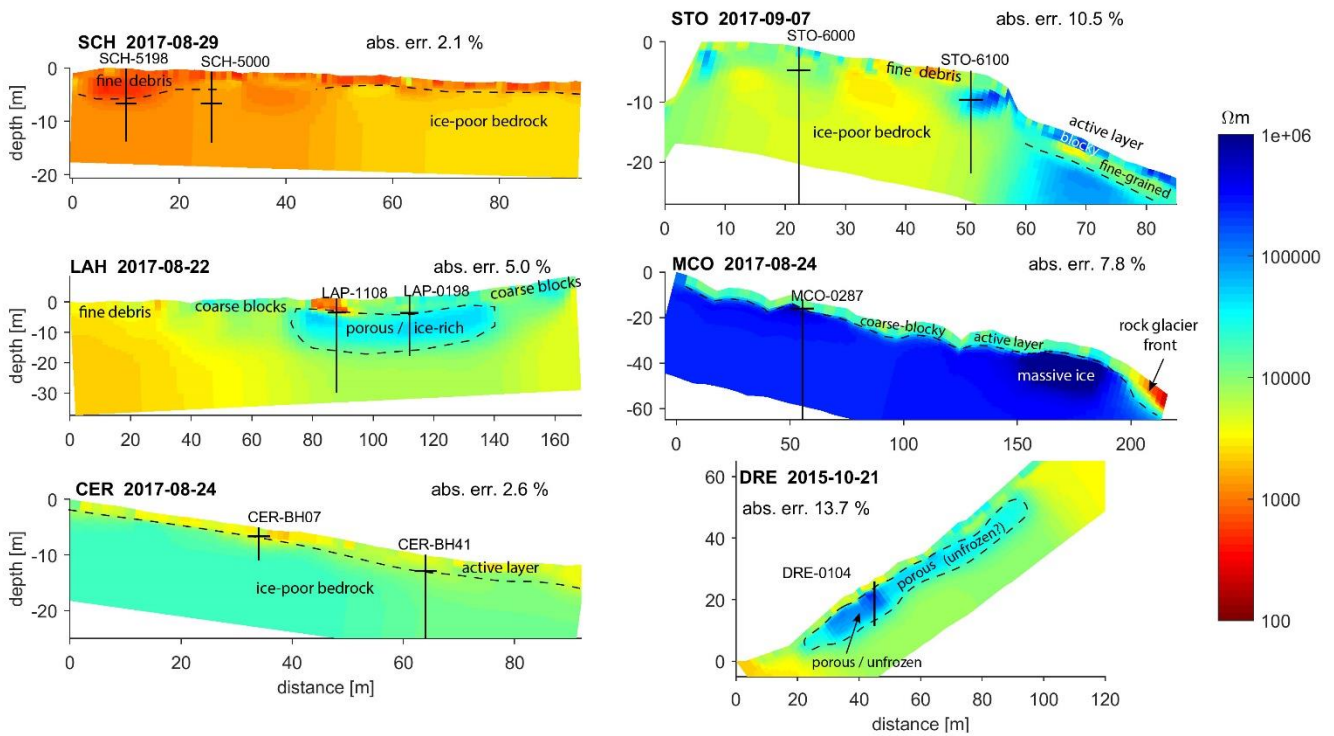 SCH 2017-08-29
abs. err. 2.1 %
SCH-5198
SCH-5000
fine debris
ice-poor bedrock
depth [m]
0
-10
-20
0 20 40 60 80
STO 2017-09-07
abs. err. 10.5 %
STO-6000
STO-6100
fine debris
ice-poor bedrock
active layer
blocky
fine-grained
0
-10
-20
0 10 20 30 40 50 60 70 80
LAH 2017-08-22
abs. err. 5.0 %
LAP-1108
LAP-0198
coarse blocks
fine debris
coarse blocks
porous / ice-rich
depth [m]
0
-10
-20
-30
0 20 40 60 80 100 120 140 160
MCO 2017-08-24
abs. err. 7.8 %
MCO-0287
coarse-blocky
active layer
massive ice
rock glacier
front
0
-20
-40
-60
0 50 100 150 200
CER 2017-08-24
abs. err. 2.6 %
CER-BH07
CER-BH41
active layer
ice-poor bedrock
depth [m]
0
-10
-20
0 20 40 60 80
distance [m]
DRE 2015-10-21
abs. err. 13.7 %
DRE-0104
porous (unfrozen?)
porous / unfrozen
60
40
20
0
0 20 40 60 80 100 120
distance [m]
Ωm
1e+06
100000
10000
1000
100